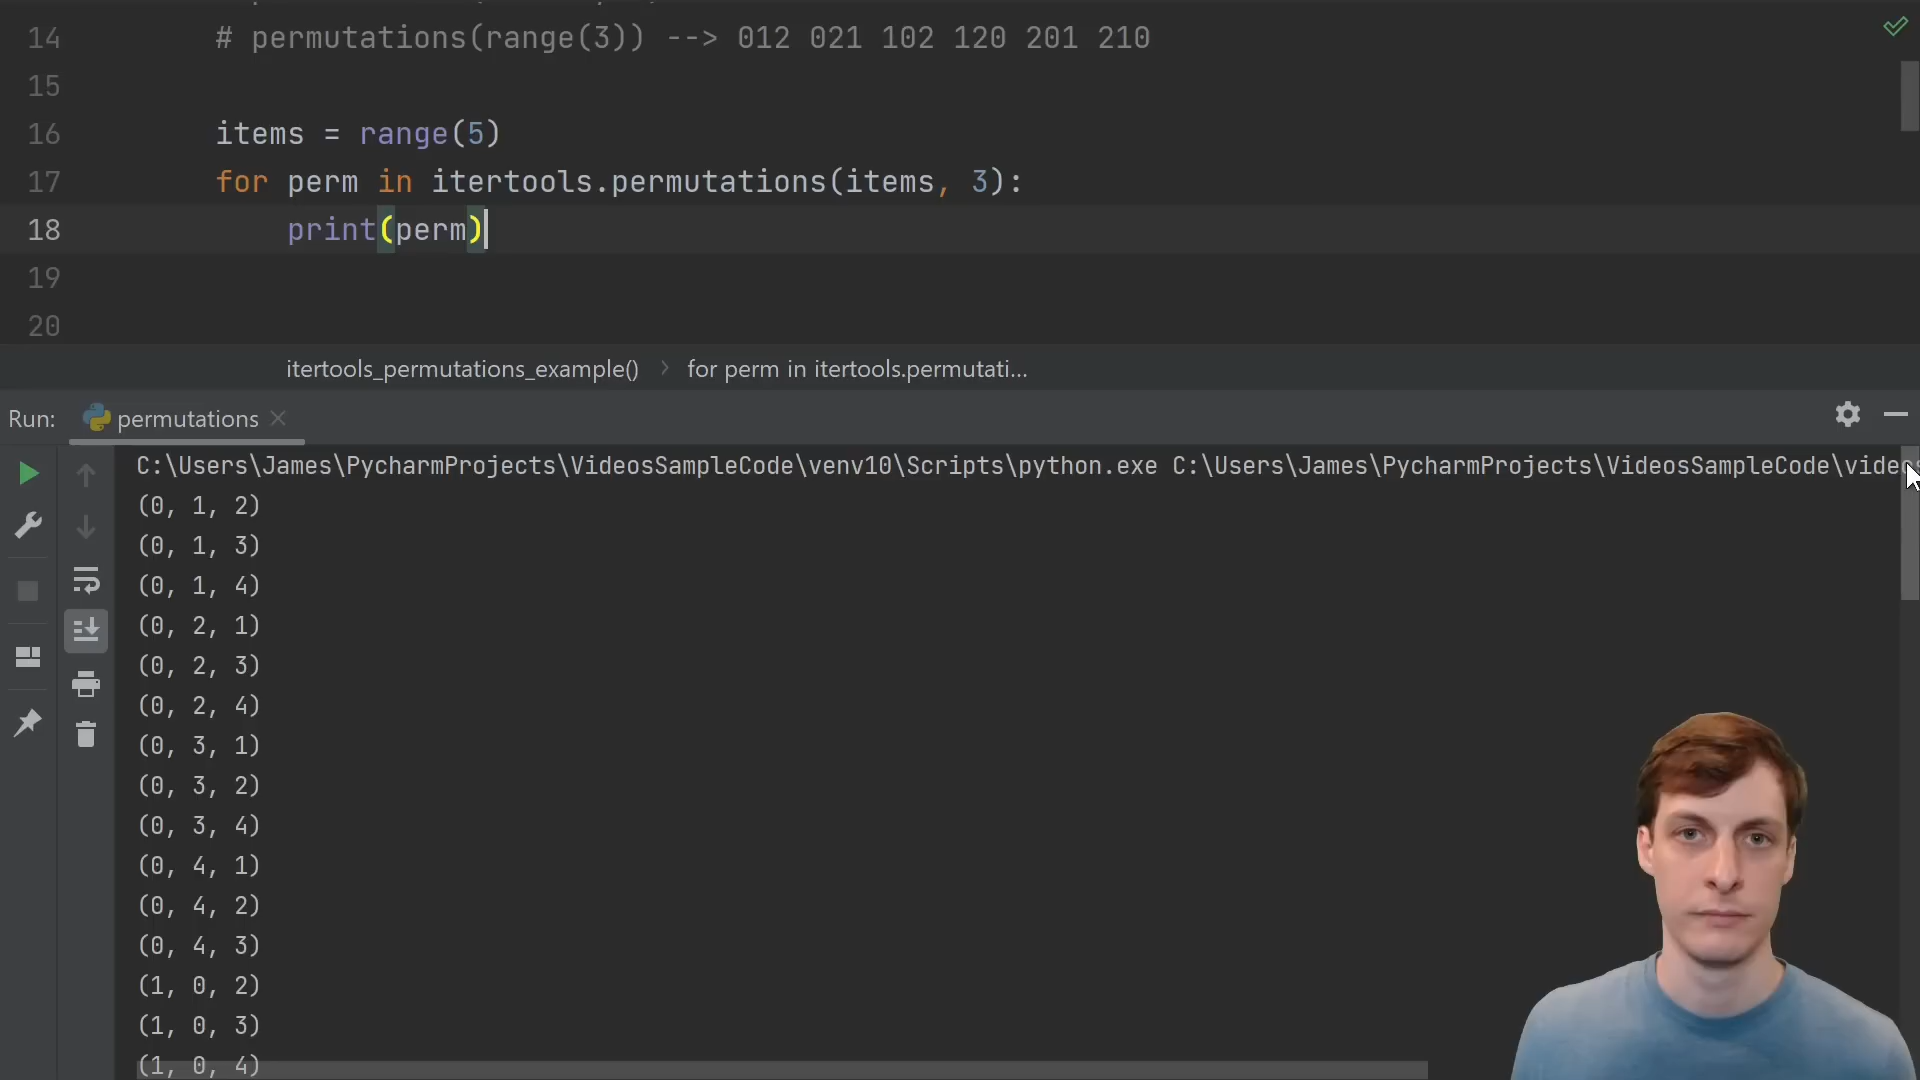 14 # permutations(range(3)) --> 012 021 102 120 201 210
15
16 items = range(5)
17 for perm in itertools.permutations(items, 3):
18 print(perm)
19
20
itertools_permutations_example() > for perm in itertools.permutati...
Run: permutations
C:\Users\James\PycharmProjects\VideosSampleCode\venv10\Scripts\python.exe C:\Users\James\PycharmProjects\VideosSampleCode\videos
(0, 1, 2)
(0, 1, 3)
(0, 1, 4)
(0, 2, 1)
(0, 2, 3)
(0, 2, 4)
(0, 3, 1)
(0, 3, 2)
(0, 3, 4)
(0, 4, 1)
(0, 4, 2)
(0, 4, 3)
(1, 0, 2)
(1, 0, 3)
(1, 0, 4)